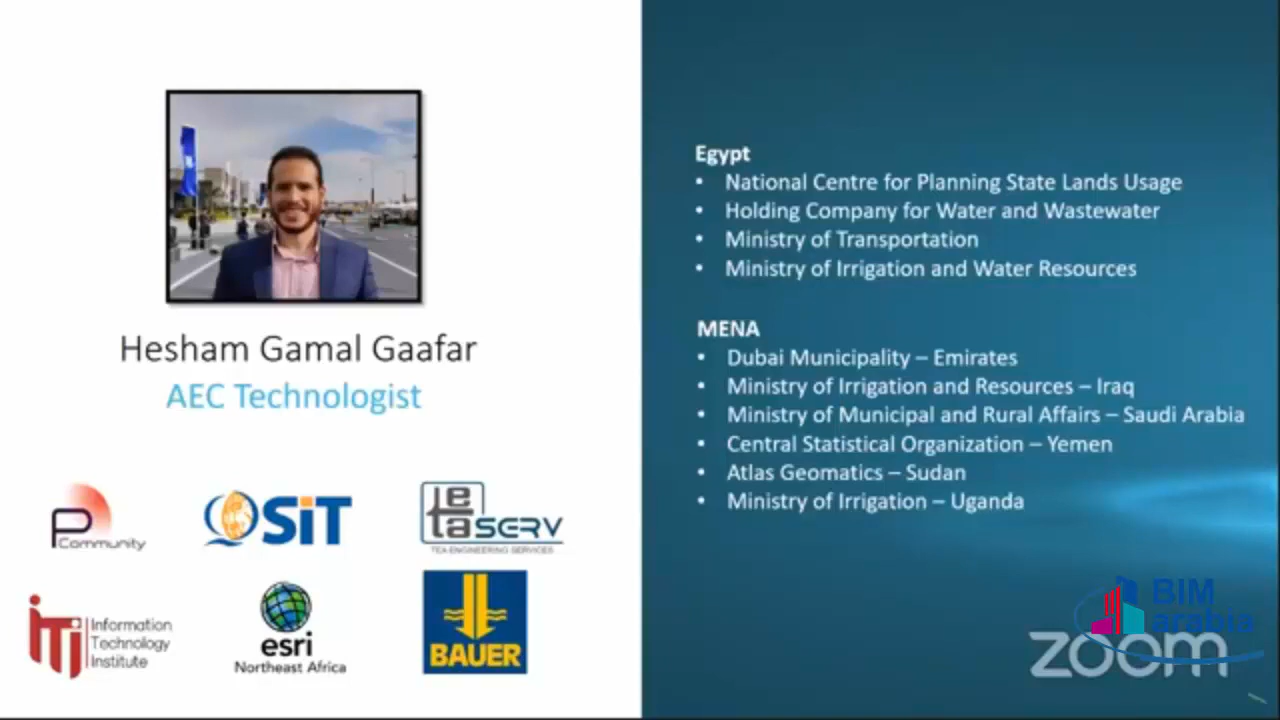 Hesham Gamal Gaafar
AEC Technologist
P
Community
QSiT
teta SERV
TEA ENGINEERING SERVICES
iTi
Information
Technology
Institute
esri
Northeast Africa
BAUER
Egypt
• National Centre for Planning State Lands Usage
• Holding Company for Water and Wastewater
• Ministry of Transportation
• Ministry of Irrigation and Water Resources
MENA
• Dubai Municipality – Emirates
• Ministry of Irrigation and Resources – Iraq
• Ministry of Municipal and Rural Affairs – Saudi Arabia
• Central Statistical Organization – Yemen
• Atlas Geomatics – Sudan
• Ministry of Irrigation – Uganda
BIM
arabia
zoom